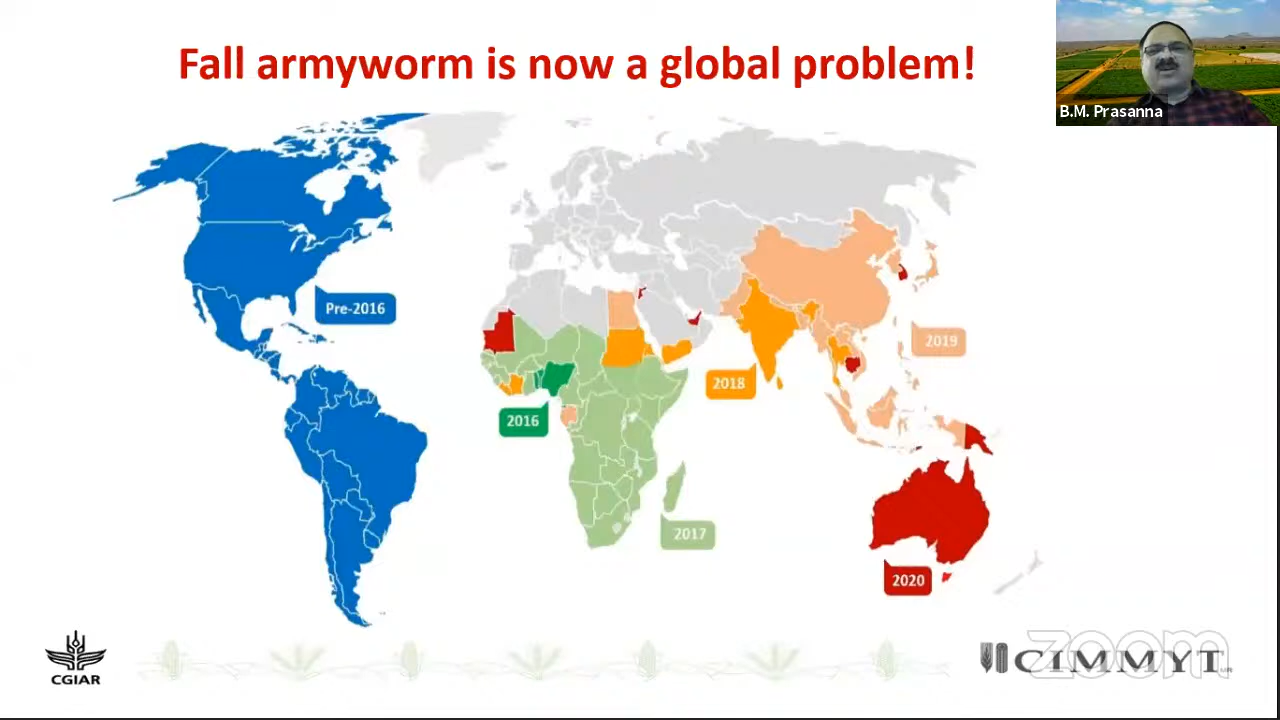 Fall armyworm is now a global problem!
B.M. Prasanna
Pre-2016
2019
2018
2016
2017
2020
CGIAR
CIMMYT
zoom